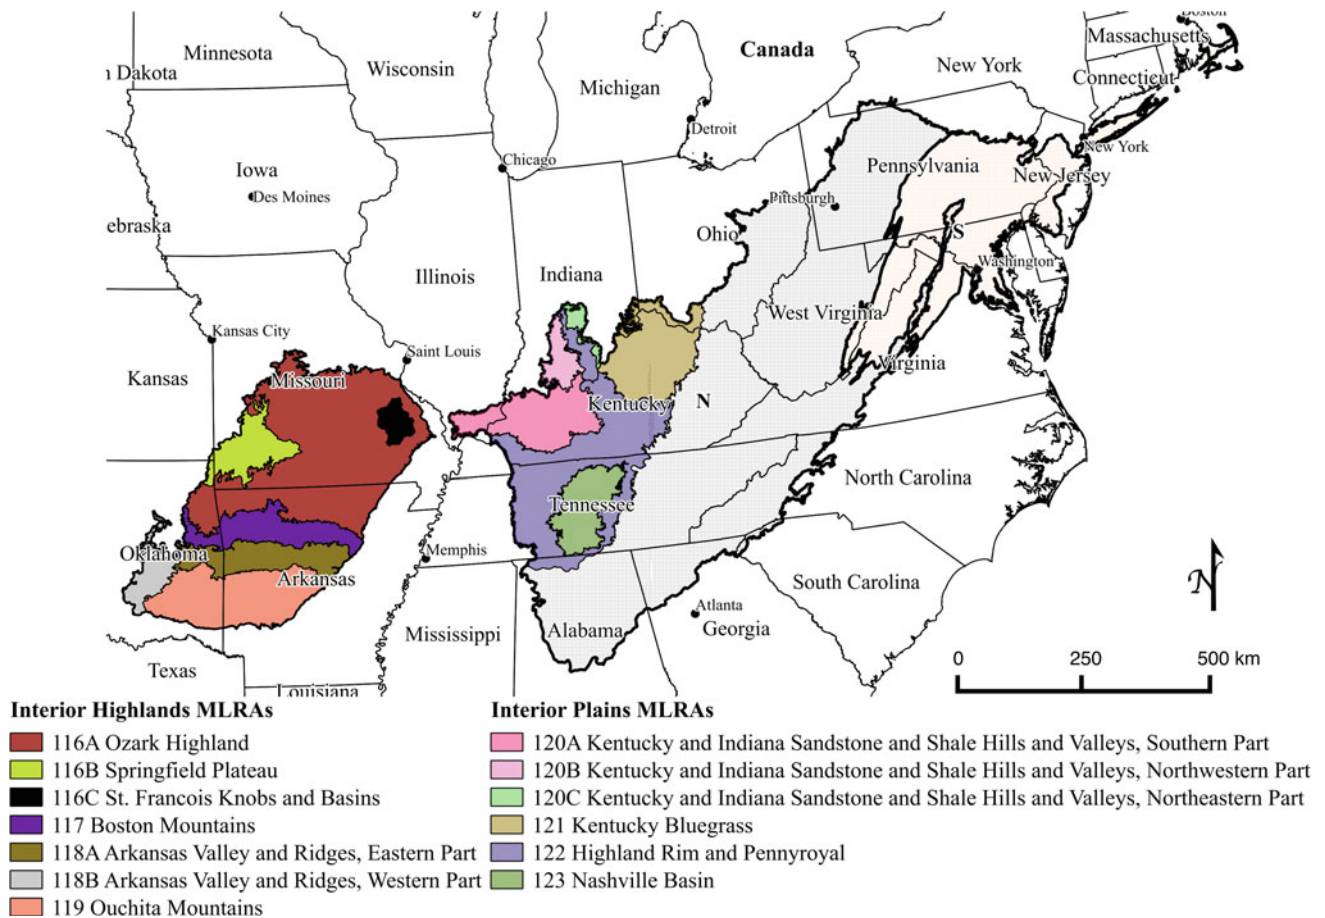 Boston
Massachusetts
Minnesota
Canada
Wisconsin
New York
n Dakota
Connecticut
Michigan
Detroit
New York
Chicago
Pennsylvania
Iowa
New Jersey
Des Moines
Pittsburgh
ebraska
Ohio
S
Washington
Illinois
Indiana
West Virginia
Kansas City
Saint Louis
Virginia
Kansas
Missouri
Kentucky
N
North Carolina
Tennessee
Oklahoma
Memphis
Arkansas
South Carolina
N
Atlanta
Georgia
Mississippi
Alabama
0 250 500 km
Texas
Louisiana
Interior Highlands MLRAs
116A Ozark Highland
116B Springfield Plateau
116C St. Francois Knobs and Basins
117 Boston Mountains
118A Arkansas Valley and Ridges, Eastern Part
118B Arkansas Valley and Ridges, Western Part
119 Ouchita Mountains
Interior Plains MLRAs
120A Kentucky and Indiana Sandstone and Shale Hills and Valleys, Southern Part
120B Kentucky and Indiana Sandstone and Shale Hills and Valleys, Northwestern Part
120C Kentucky and Indiana Sandstone and Shale Hills and Valleys, Northeastern Part
121 Kentucky Bluegrass
122 Highland Rim and Pennyroyal
123 Nashville Basin